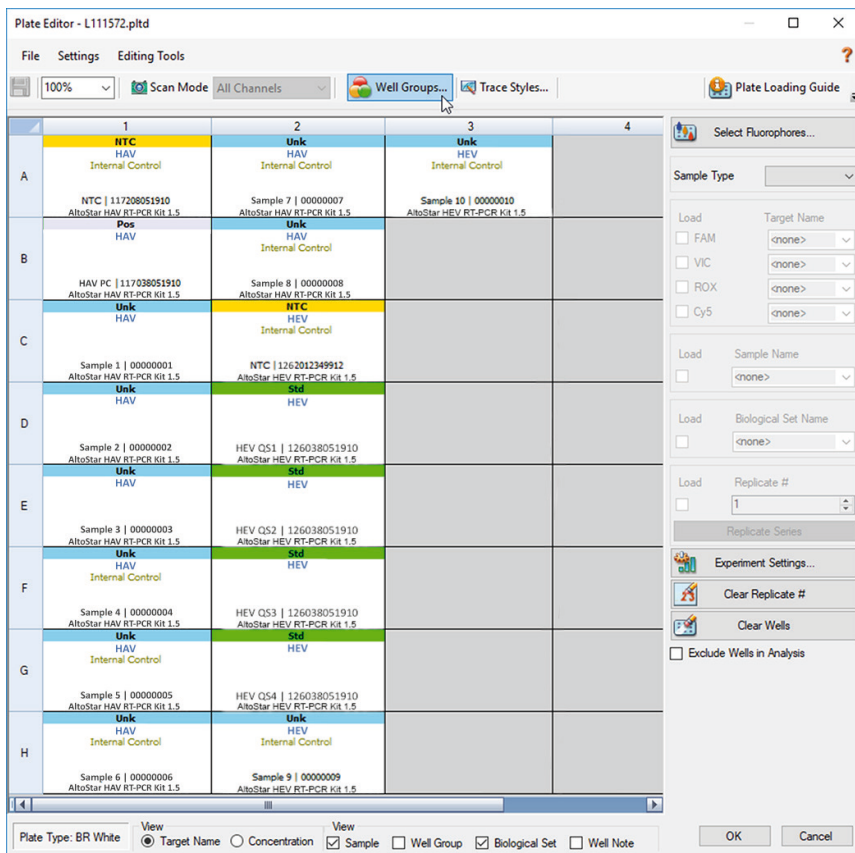 Plate Editor - L111572.pltd
File Settings Editing Tools ?
100% Scan Mode All Channels Well Groups... Trace Styles... Plate Loading Guide
1 2 3 4
A
NTC
HAV
Internal Control
NTC | 117208051910
AltoStar HAV RT-PCR Kit 1.5
Unk
HAV
Internal Control
Sample 7 | 00000007
AltoStar HAV RT-PCR Kit 1.5
Unk
HEV
Internal Control
Sample 10 | 00000010
AltoStar HEV RT-PCR Kit 1.5
B
Pos
HAV
HAV PC | 117038051910
AltoStar HAV RT-PCR Kit 1.5
Unk
HAV
Internal Control
Sample 8 | 00000008
AltoStar HAV RT-PCR Kit 1.5
C
Unk
HAV
Sample 1 | 00000001
AltoStar HAV RT-PCR Kit 1.5
NTC
HEV
Internal Control
NTC | 1262012349912
AltoStar HEV RT-PCR Kit 1.5
D
Unk
HAV
Sample 2 | 00000002
AltoStar HAV RT-PCR Kit 1.5
Std
HEV
HEV QS1 | 126038051910
AltoStar HEV RT-PCR Kit 1.5
E
Unk
HAV
Sample 3 | 00000003
AltoStar HAV RT-PCR Kit 1.5
Std
HEV
HEV QS2 | 126038051910
AltoStar HEV RT-PCR Kit 1.5
F
Unk
HAV
Internal Control
Sample 4 | 00000004
AltoStar HAV RT-PCR Kit 1.5
Std
HEV
HEV QS3 | 126038051910
AltoStar HEV RT-PCR Kit 1.5
G
Unk
HAV
Internal Control
Sample 5 | 00000005
AltoStar HAV RT-PCR Kit 1.5
Std
HEV
HEV QS4 | 126038051910
AltoStar HEV RT-PCR Kit 1.5
H
Unk
HAV
Internal Control
Sample 6 | 00000006
AltoStar HAV RT-PCR Kit 1.5
Unk
HEV
Internal Control
Sample 9 | 00000009
AltoStar HEV RT-PCR Kit 1.5
Select Fluorophores...
Sample Type
Load Target Name
FAM <none>
VIC <none>
ROX <none>
Cy5 <none>
Load Sample Name
<none>
Load Biological Set Name
<none>
Load Replicate #
1
Replicate Series
Experiment Settings...
Clear Replicate #
Clear Wells
Exclude Wells in Analysis
Plate Type: BR White
View
Target Name Concentration
View
Sample Well Group Biological Set Well Note
OK Cancel